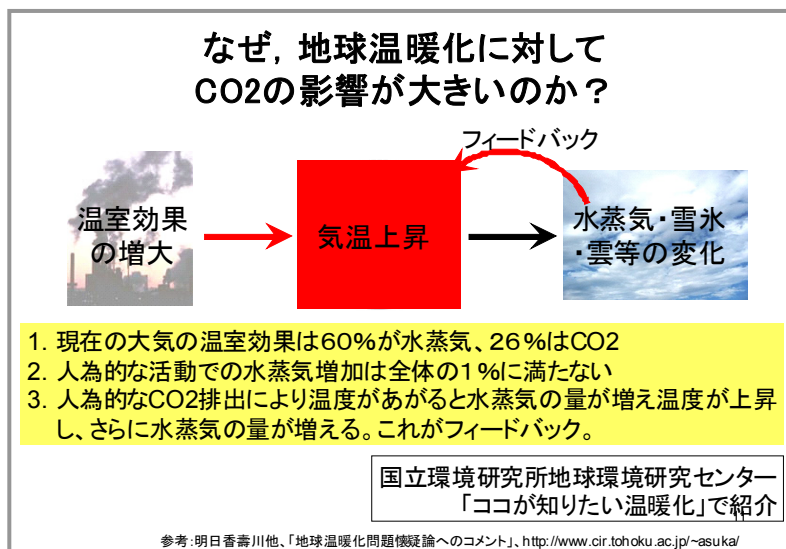 なぜ，地球温暖化に対して
CO2の影響が大きいのか？
フィードバック
温室効果
の増大
気温上昇
水蒸気・雪氷
・雲等の変化
1. 現在の大気の温室効果は60％が水蒸気、26％はCO2
2. 人為的な活動での水蒸気増加は全体の1％に満たない
3. 人為的なCO2排出により温度があがると水蒸気の量が増え温度が上昇
し、さらに水蒸気の量が増える。これがフィードバック。
国立環境研究所地球環境研究センター
「ココが知りたい温暖化」で紹介
11
参考：明日香壽川他、「地球温暖化問題懐疑論へのコメント」、http://www.cir.tohoku.ac.jp/~asuka/